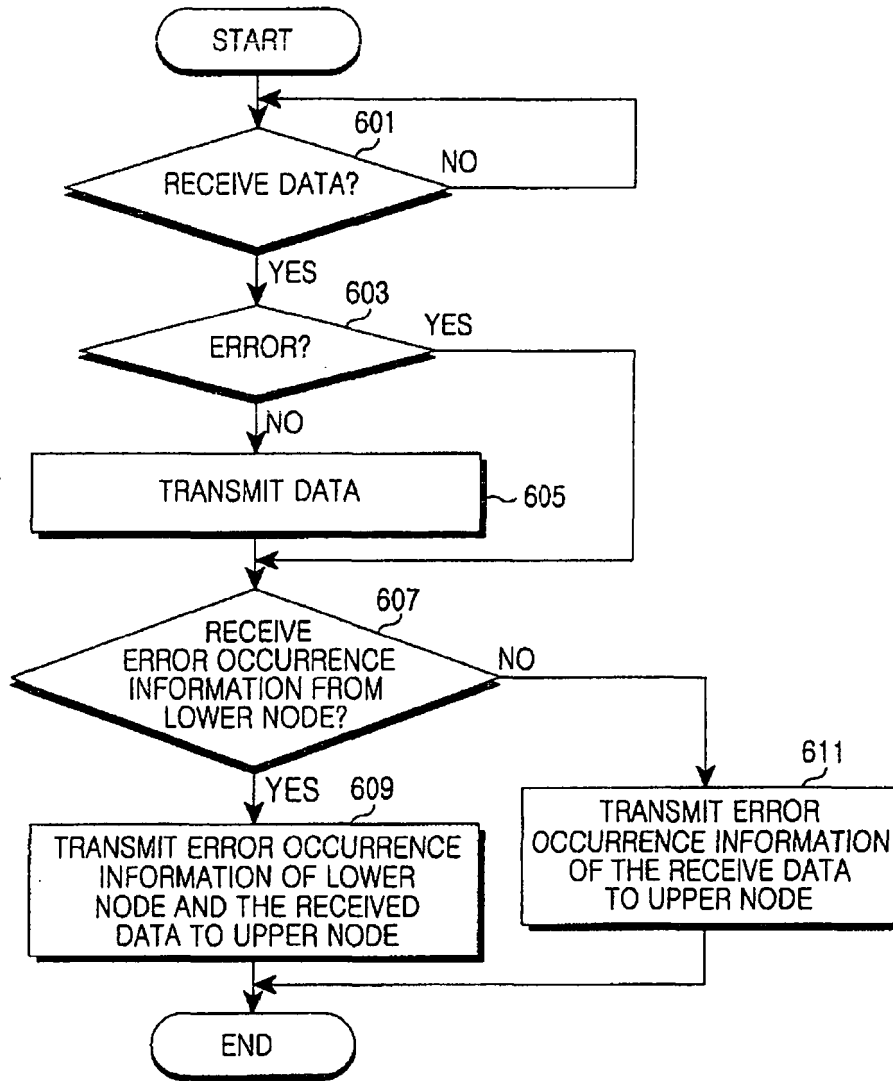 START
601
RECEIVE DATA?
NO
YES
603
ERROR?
YES
NO
TRANSMIT DATA
605
607
RECEIVE
ERROR OCCURRENCE
INFORMATION FROM
LOWER NODE?
NO
YES
609
TRANSMIT ERROR OCCURRENCE
INFORMATION OF LOWER
NODE AND THE RECEIVED
DATA TO UPPER NODE
611
TRANSMIT ERROR
OCCURRENCE INFORMATION
OF THE RECEIVE DATA
TO UPPER NODE
END